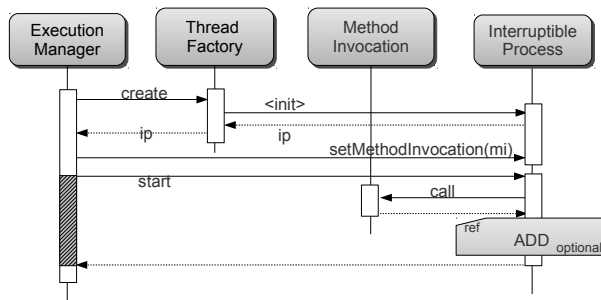 Execution
Manager
Thread
Factory
Method
Invocation
Interruptible
Process
create
<init>
ip
ip
setMethodInvocation(mi)
start
call
ref
ADD
optional